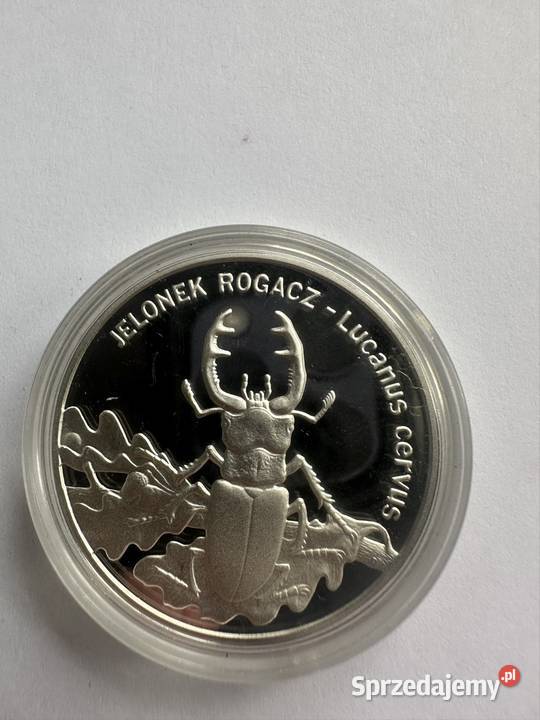 JELONEK ROGACZ - Lucanus cervus
Sprzedajemy.pl